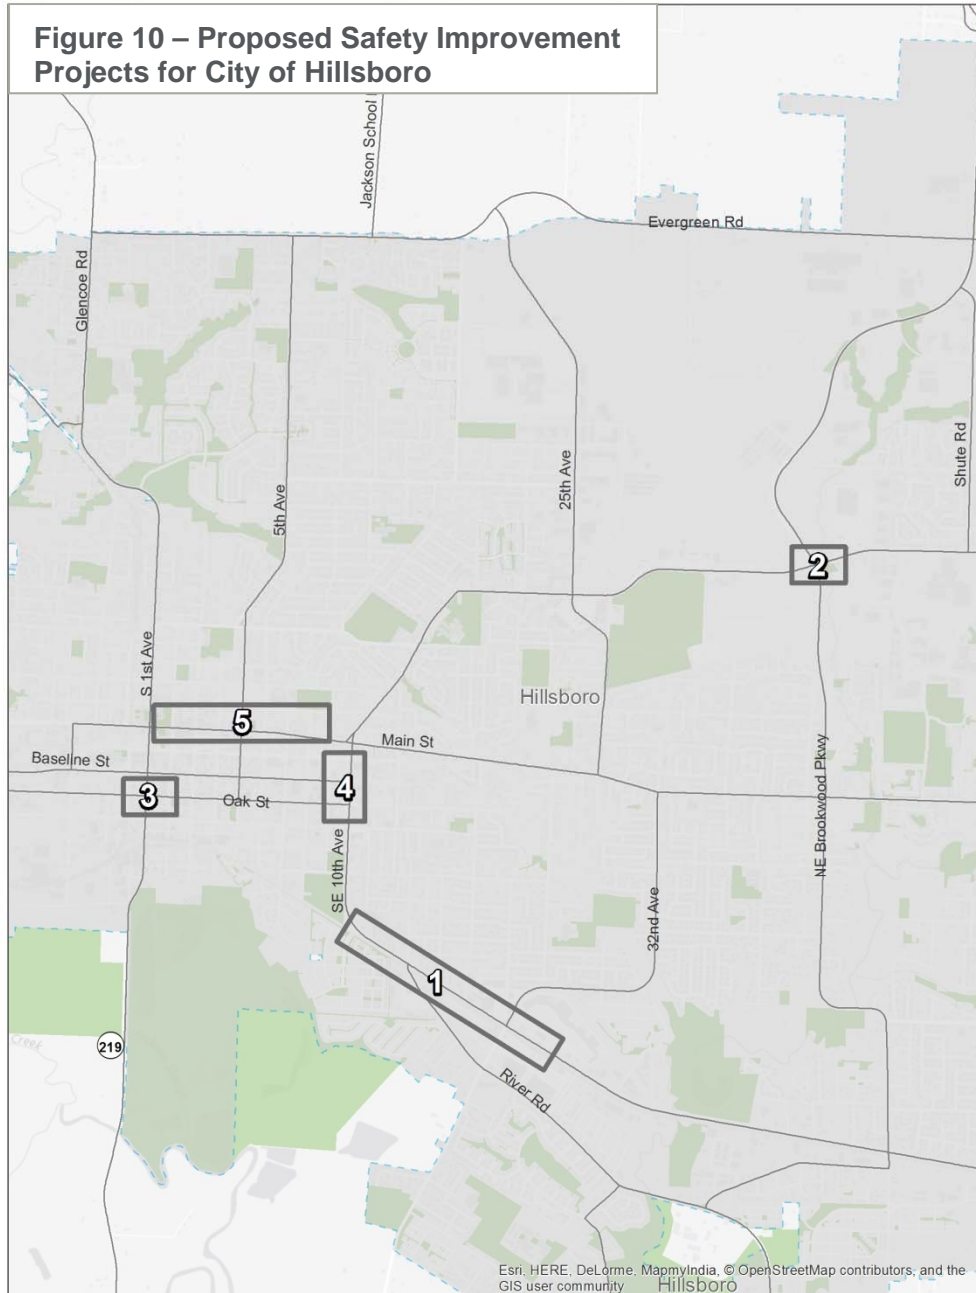 Figure 10 – Proposed Safety Improvement
Projects for City of Hillsboro
Jackson School
Evergreen Rd
Glencoe Rd
5th Ave
25th Ave
Shute Rd
2
S 1st Ave
Hillsboro
5
Main St
Baseline St
NE Brookwood Pkwy
4
3
Oak St
SE 10th Ave
32nd Ave
1
219
Creek
River Rd
Esri, HERE, DeLorme, MapmyIndia, © OpenStreetMap contributors, and the
GIS user community
Hillsboro